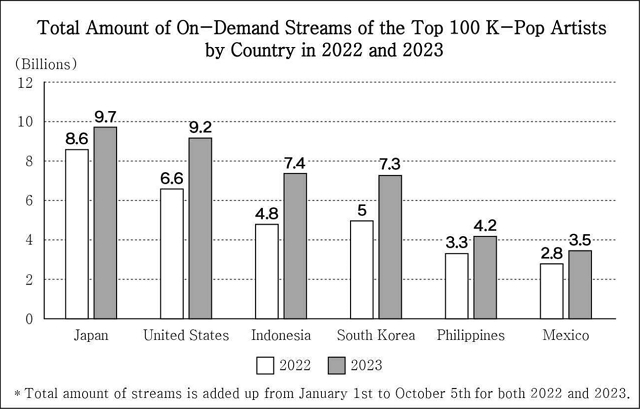 Total Amount of On-Demand Streams of the Top 100 K-Pop Artists
by Country in 2022 and 2023
(Billions)
12
10
8
6
4
2
0
8.6
9.7
6.6
9.2
4.8
7.4
5
7.3
3.3
4.2
2.8
3.5
Japan
United States
Indonesia
South Korea
Philippines
Mexico
2022
2023
* Total amount of streams is added up from January 1st to October 5th for both 2022 and 2023.